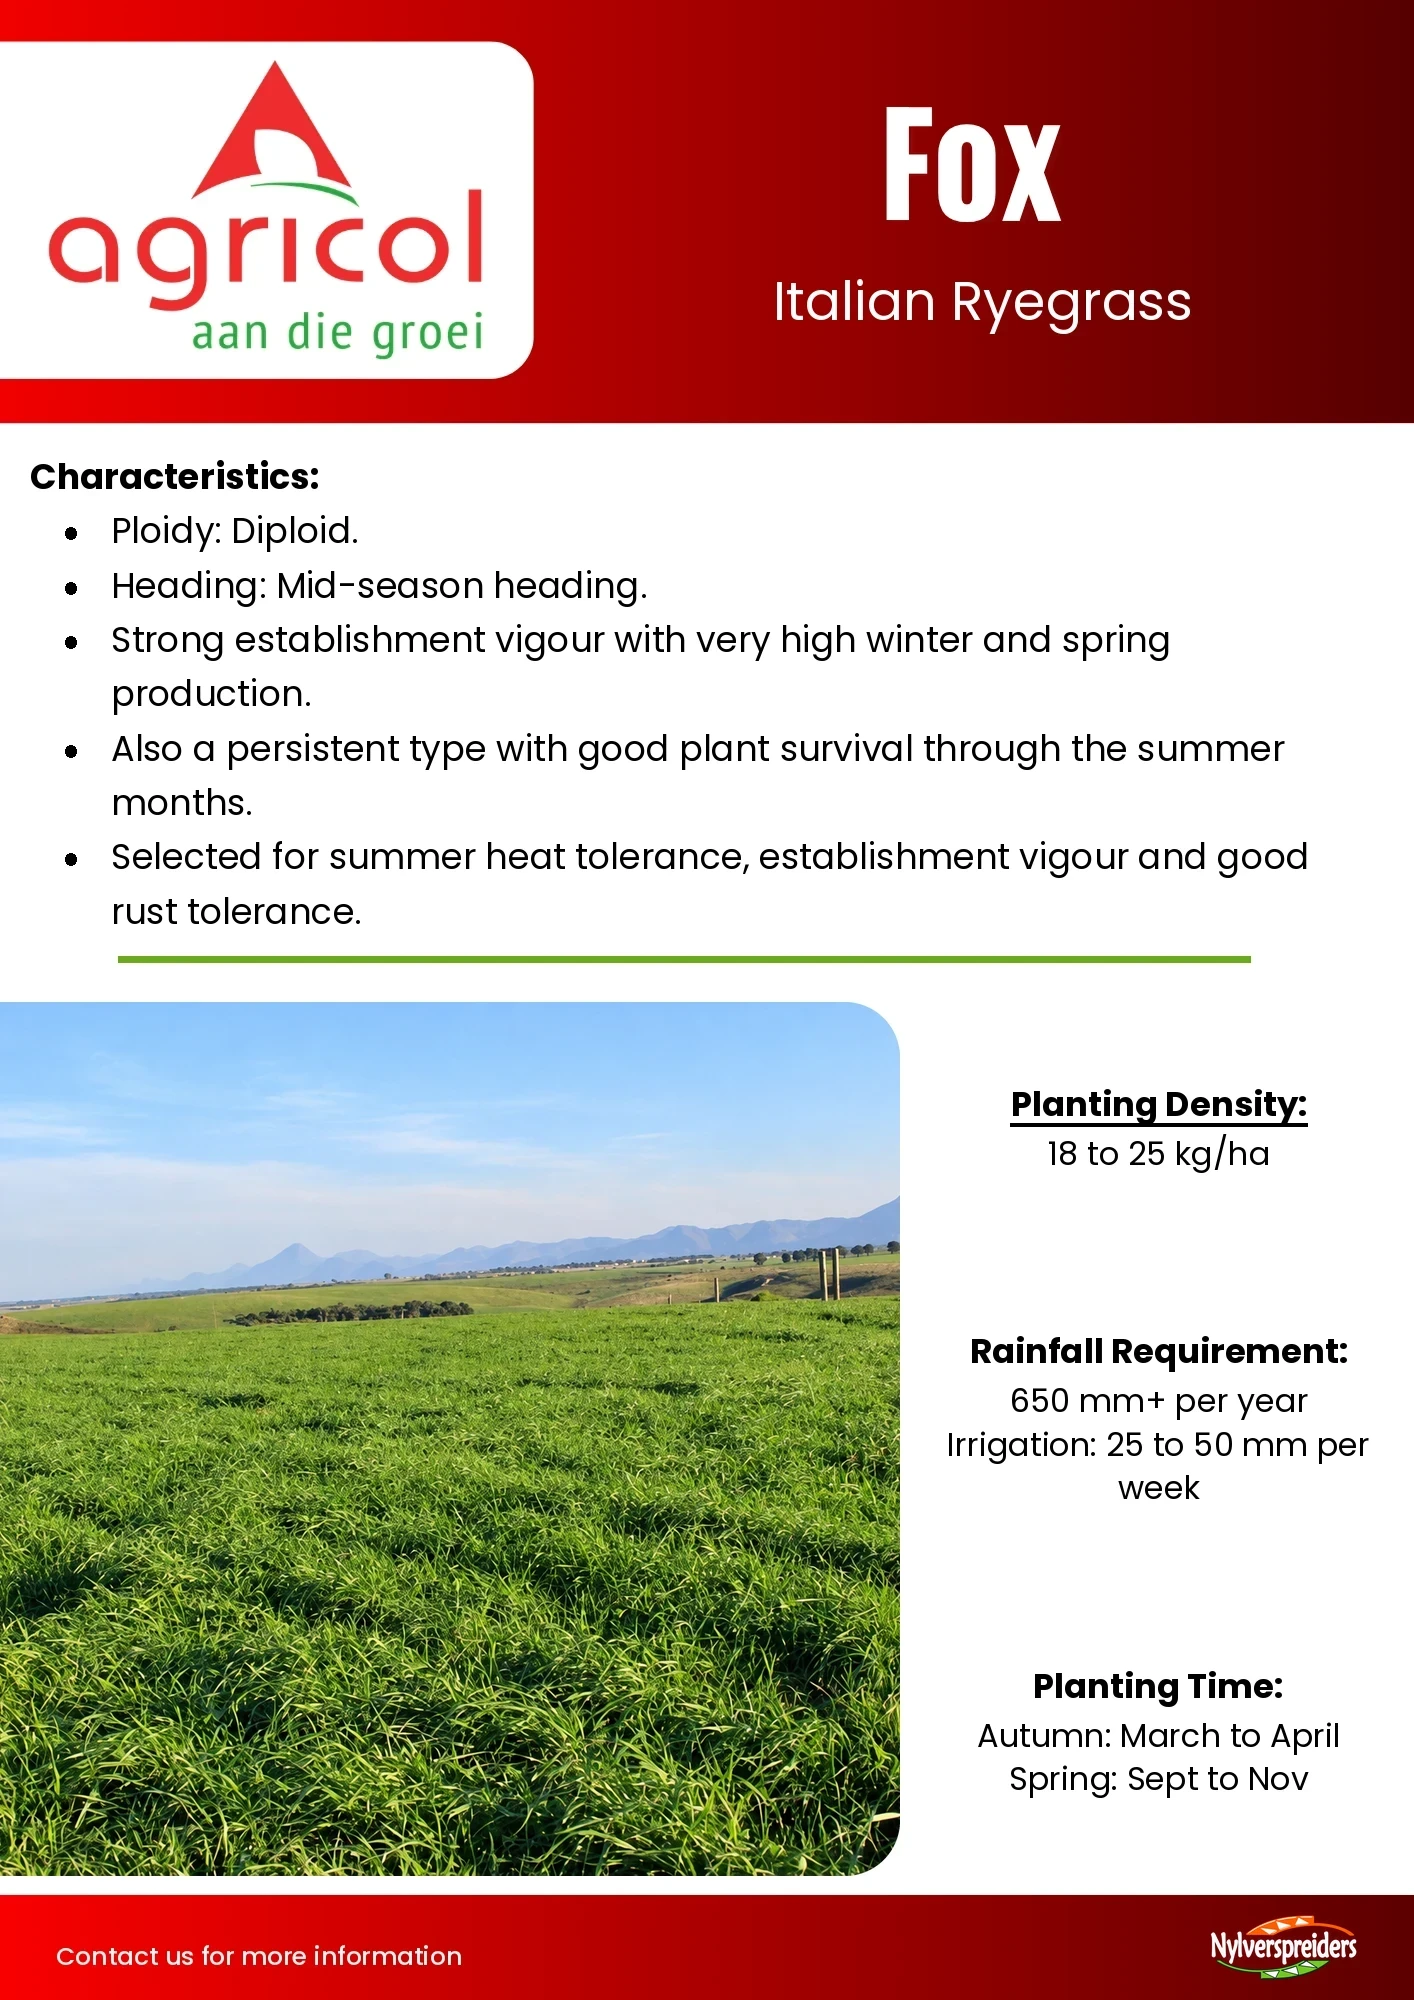 agricol
aan die groei
Fox
Italian Ryegrass
Characteristics:
• Ploidy: Diploid.
• Heading: Mid-season heading.
• Strong establishment vigour with very high winter and spring
production.
• Also a persistent type with good plant survival through the summer
months.
• Selected for summer heat tolerance, establishment vigour and good
rust tolerance.
Planting Density:
18 to 25 kg/ha
Rainfall Requirement:
650 mm+ per year
Irrigation: 25 to 50 mm per
week
Planting Time:
Autumn: March to April
Spring: Sept to Nov
Contact us for more information
Nylverspreiders